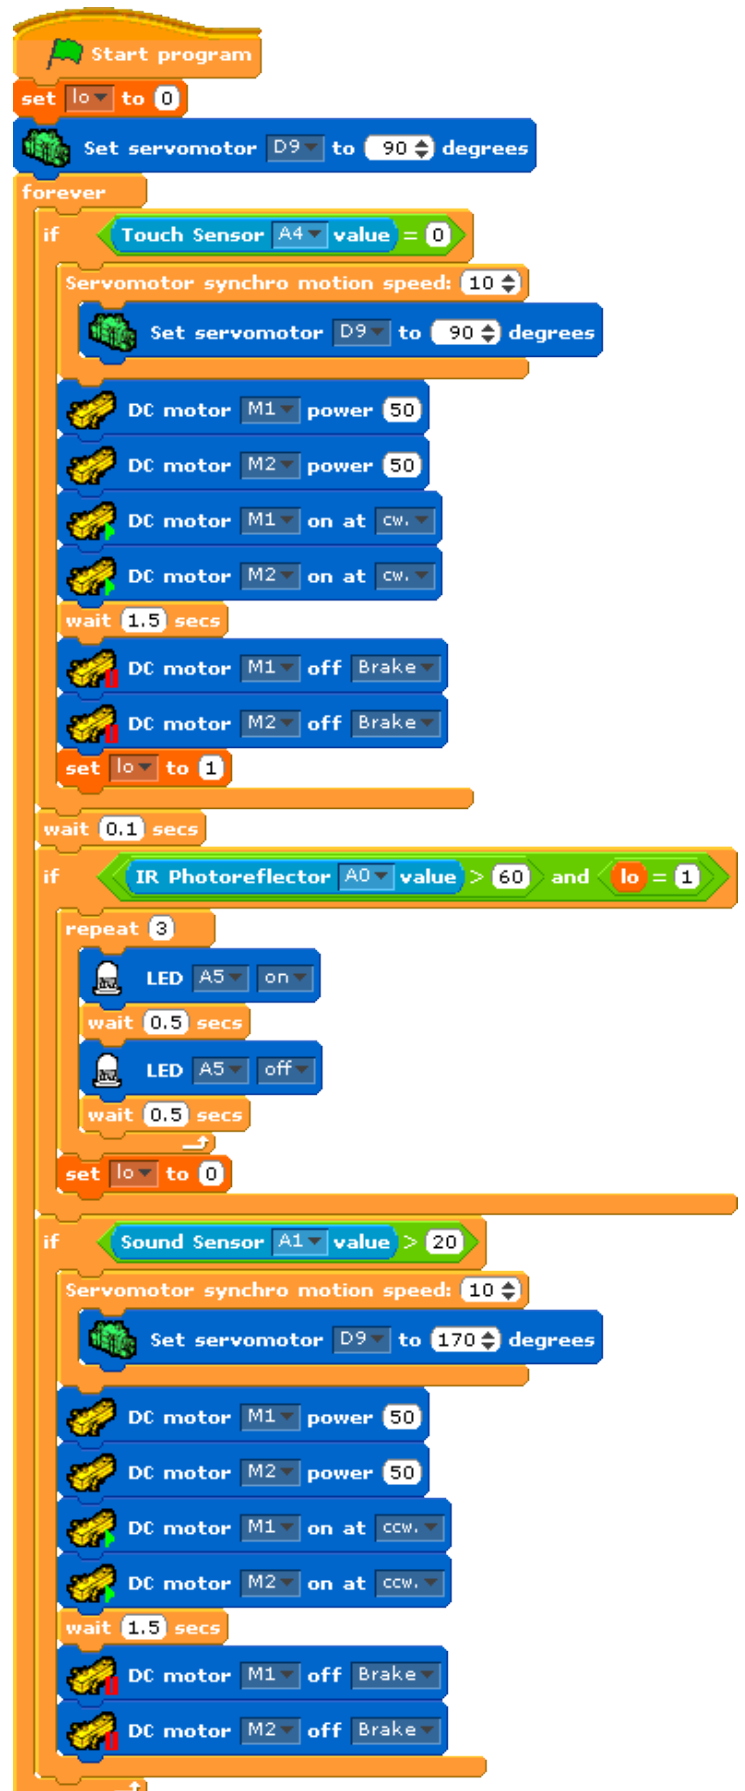 Start program
set lo to 0
Set servomotor D9 to 90 degrees
forever
if Touch Sensor A4 value = 0
Servomotor synchro motion speed: 10
Set servomotor D9 to 90 degrees
DC motor M1 power 50
DC motor M2 power 50
DC motor M1 on at cw.
DC motor M2 on at cw.
wait 1.5 secs
DC motor M1 off Brake
DC motor M2 off Brake
set lo to 1
wait 0.1 secs
if IR Photoreflector A0 value > 60 and lo = 1
repeat 3
LED A5 on
wait 0.5 secs
LED A5 off
wait 0.5 secs
set lo to 0
if Sound Sensor A1 value > 20
Servomotor synchro motion speed: 10
Set servomotor D9 to 170 degrees
DC motor M1 power 50
DC motor M2 power 50
DC motor M1 on at ccw.
DC motor M2 on at ccw.
wait 1.5 secs
DC motor M1 off Brake
DC motor M2 off Brake